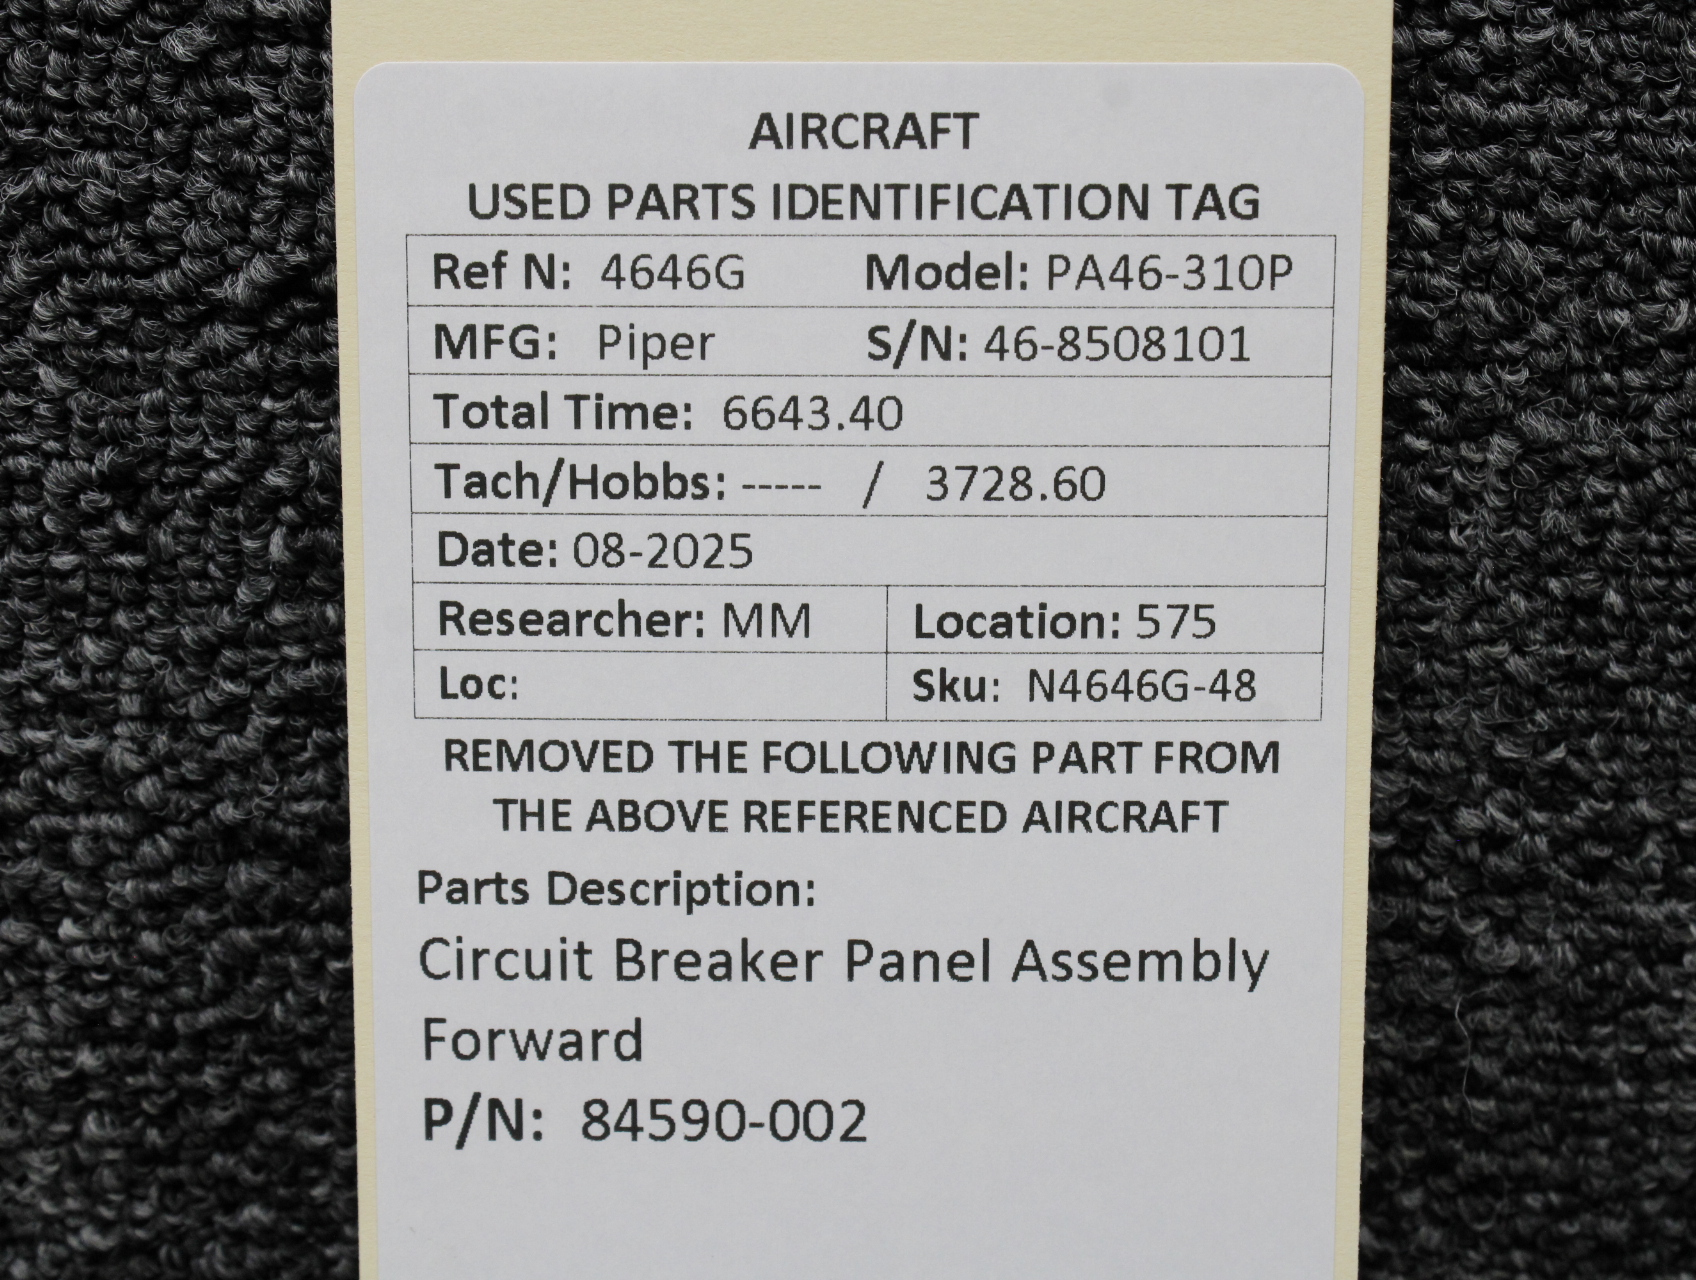 AIRCRAFT
USED PARTS IDENTIFICATION TAG
Ref N: 4646G Model: PA46-310P
MFG: Piper S/N: 46-8508101
Total Time: 6643.40
Tach/Hobbs: ----- / 3728.60
Date: 08-2025
Researcher: MM Location: 575
Loc: Sku: N4646G-48
REMOVED THE FOLLOWING PART FROM
THE ABOVE REFERENCED AIRCRAFT
Parts Description:
Circuit Breaker Panel Assembly
Forward
P/N: 84590-002